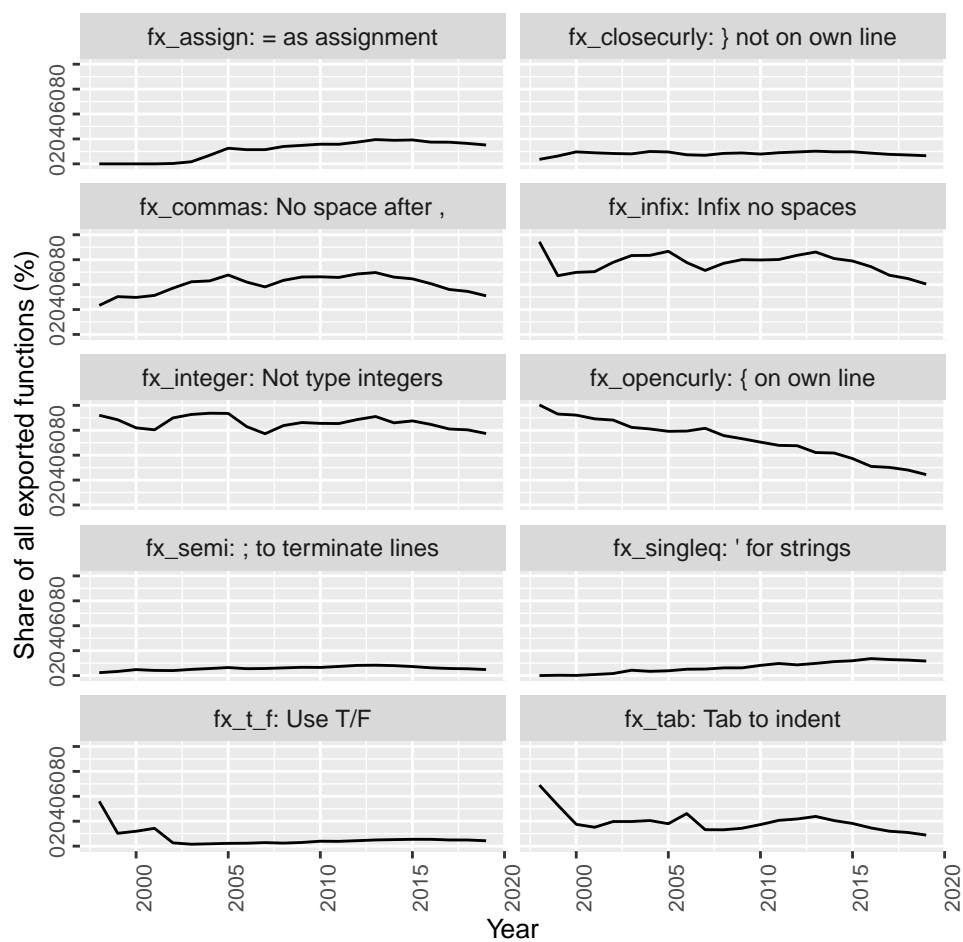 fx_assign: = as assignment
fx_closecurly: } not on own line
020406080
fx_commas: No space after ,
fx_infix: Infix no spaces
020406080
fx_integer: Not type integers
fx_opencurly: { on own line
020406080
fx_semi: ; to terminate lines
fx_singleq: ' for strings
020406080
fx_t_f: Use T/F
fx_tab: Tab to indent
020406080
2000 2005 2010 2015 2020
2000 2005 2010 2015 2020
Year
Share of all exported functions (%)